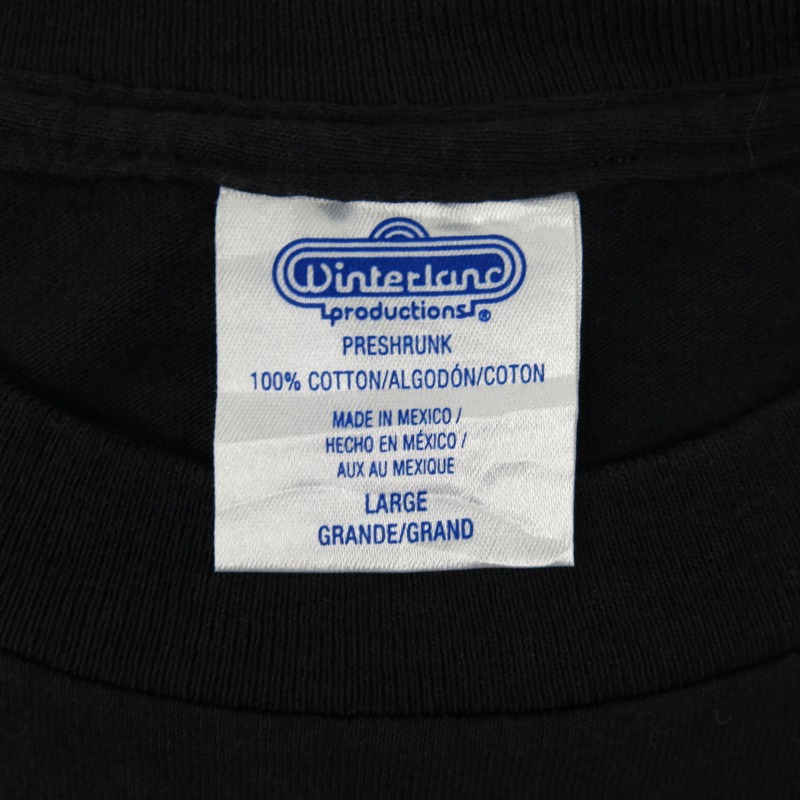 Winterland
productions®
PRESHRUNK
100% COTTON/ALGODÓN/COTON
MADE IN MEXICO /
HECHO EN MÉXICO /
AUX AU MEXIQUE
LARGE
GRANDE/GRAND